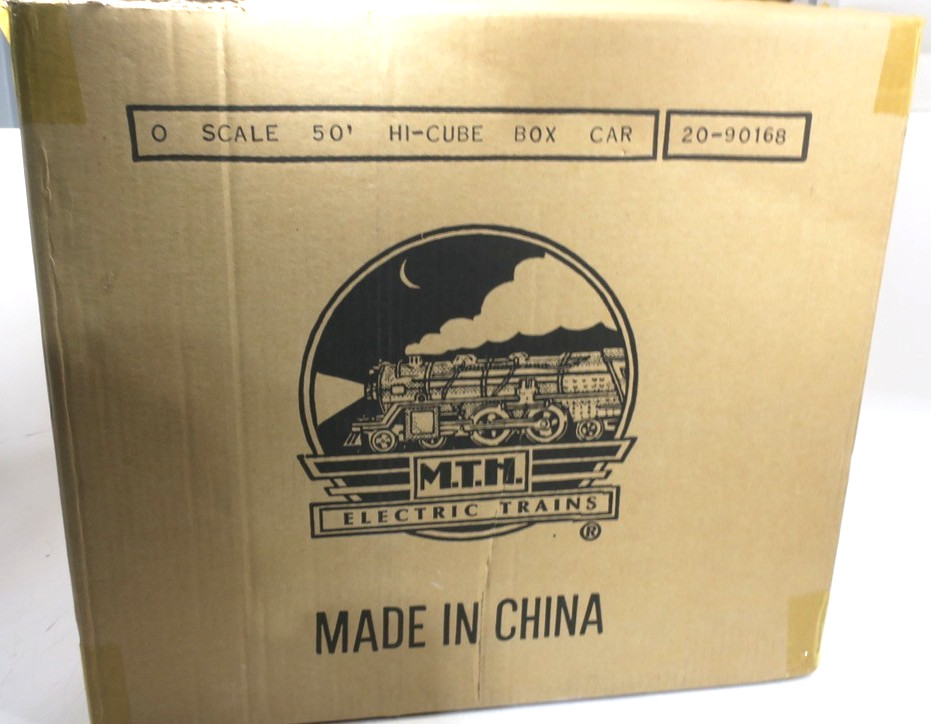 O SCALE 50' HI-CUBE BOX CAR 20-90168
M.T.H.
ELECTRIC TRAINS
®
MADE IN CHINA